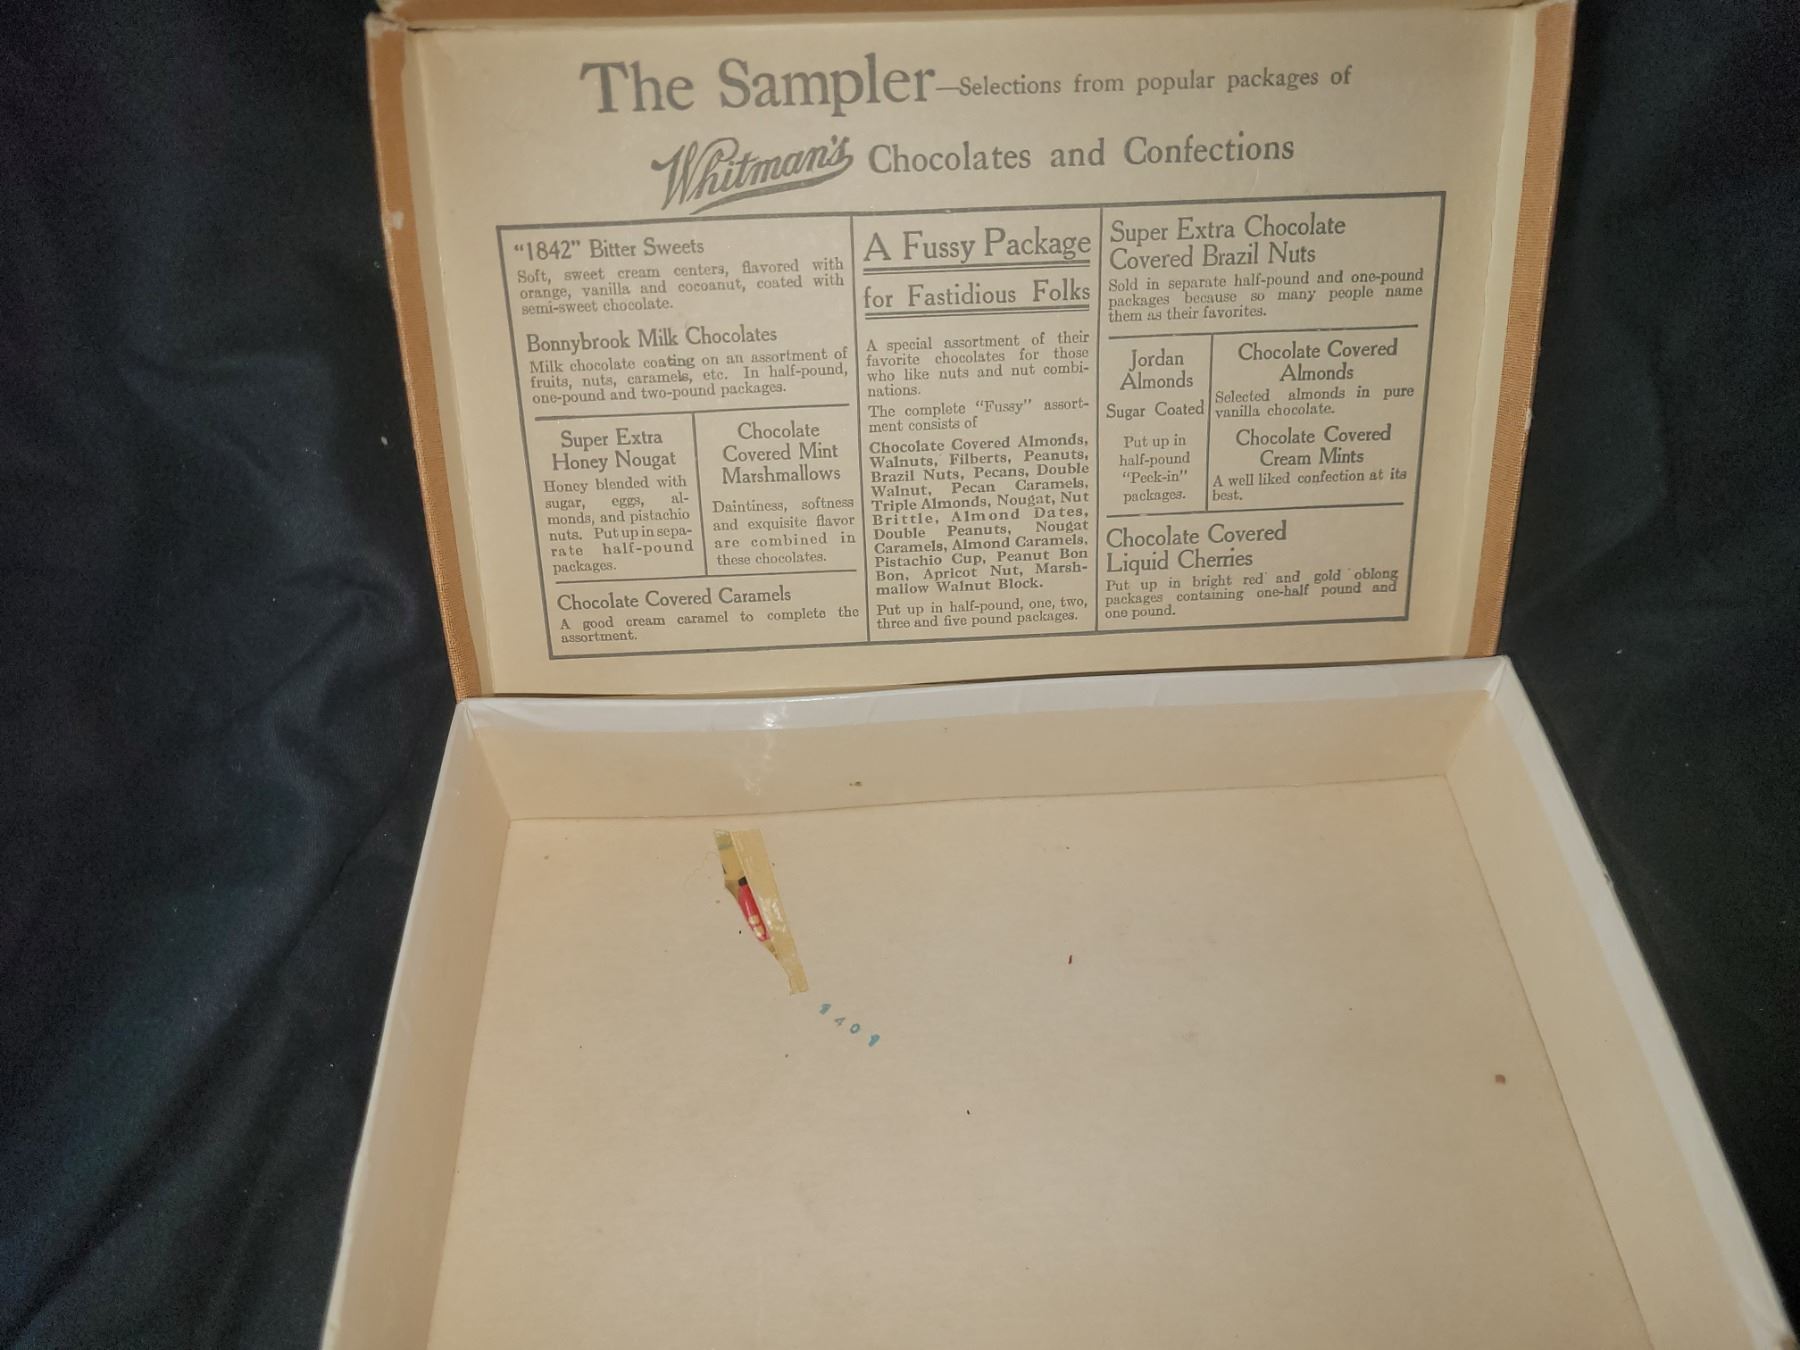 The Sampler—Selections from popular packages of
Whitman's Chocolates and Confections
"1842" Bitter Sweets
Soft, sweet cream centers, flavored with
orange, vanilla and cocoanut, coated with
semi-sweet chocolate.
Bonnybrook Milk Chocolates
Milk chocolate coating on an assortment of
fruits, nuts, caramels, etc. In half-pound,
one-pound and two-pound packages.
Super Extra
Honey Nougat
Honey blended with
sugar, eggs, al-
monds, and pistachio
nuts. Put up in sepa-
rate half-pound
packages.
Chocolate
Covered Mint
Marshmallows
Daintiness, softness
and exquisite flavor
are combined in
these chocolates.
Chocolate Covered Caramels
A good cream caramel to complete the
assortment.
A Fussy Package
for Fastidious Folks
A special assortment of their
favorite chocolates for those
who like nuts and nut combi-
nations.
The complete "Fussy" assort-
ment consists of
Chocolate Covered Almonds,
Walnuts, Filberts, Peanuts,
Brazil Nuts, Pecans, Double
Walnut, Pecan Caramels,
Triple Almonds, Nougat, Nut
Brittle, Almond Dates,
Double Peanuts, Nougat
Caramels, Almond Caramels,
Pistachio Cup, Peanut Bon
Bon, Apricot Nut, Marsh-
mallow Walnut Block.
Put up in half-pound, one, two,
three and five pound packages.
Super Extra Chocolate
Covered Brazil Nuts
Sold in separate half-pound and one-pound
packages because so many people name
them as their favorites.
Jordan
Almonds
Sugar Coated
Put up in
half-pound
"Peek-in"
packages.
Chocolate Covered
Almonds
Selected almonds in pure
vanilla chocolate.
Chocolate Covered
Cream Mints
A well liked confection at its
best.
Chocolate Covered
Liquid Cherries
Put up in bright red and gold oblong
packages containing one-half pound and
one pound.